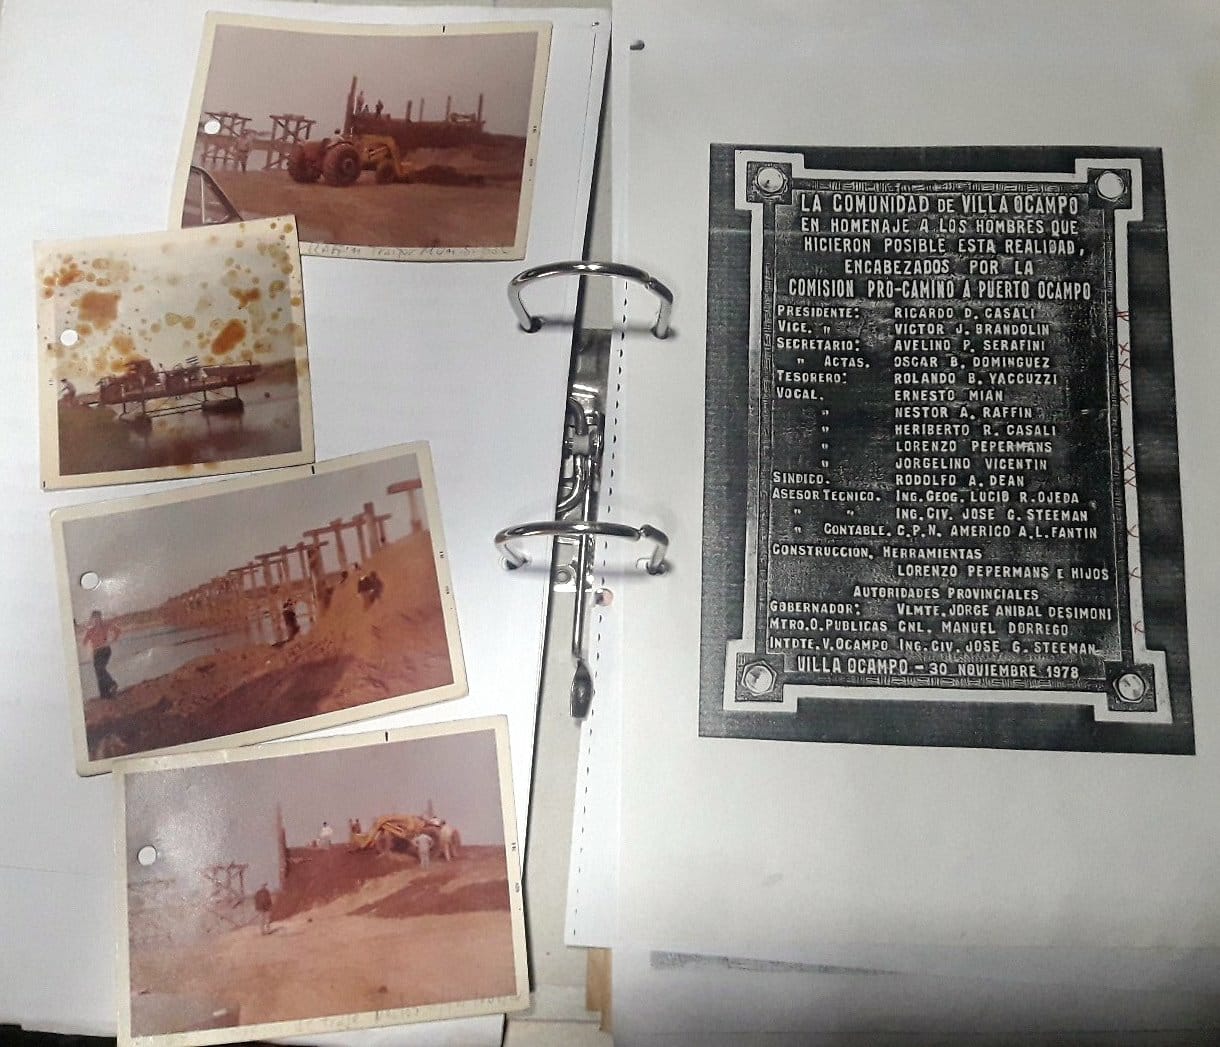 LA COMUNIDAD DE VILLA OCAMPO
EN HOMENAJE A LOS HOMBRES QUE
HICIERON POSIBLE ESTA REALIDAD,
ENCABEZADOS POR LA
COMISION PRO-CAMINO A PUERTO OCAMPO
PRESIDENTE: RICARDO D. CASALI
VICE. " VICTOR J. BRANDOLIN
SECRETARIO: AVELINO P. SERAFINI
" ACTAS. OSCAR B. DOMINGUEZ
TESORERO: ROLANDO B. YACCUZZI
VOCAL. ERNESTO MIAN
" NESTOR A. RAFFIN
" HERIBERTO R. CASALI
" LORENZO PEPERMANS
" JORGELINO VICENTIN
SINDICO. RODOLFO A. DEAN
ASESOR TECNICO. ING. GEOG. LUCIO R. OJEDA
" " ING. CIV. JOSE G. STEEMAN
" CONTABLE. C.P.N. AMERICO A.L. FANTIN
CONSTRUCCION, HERRAMIENTAS
LORENZO PEPERMANS E HIJOS
AUTORIDADES PROVINCIALES
GOBERNADOR: VLMTE. JORGE ANIBAL DESIMONI
MTRO.O. PUBLICAS GNL. MANUEL DORREGO
INTDTE. V. OCAMPO ING. CIV. JOSE G. STEEMAN
VILLA OCAMPO - 30 NOVIEMBRE 1978